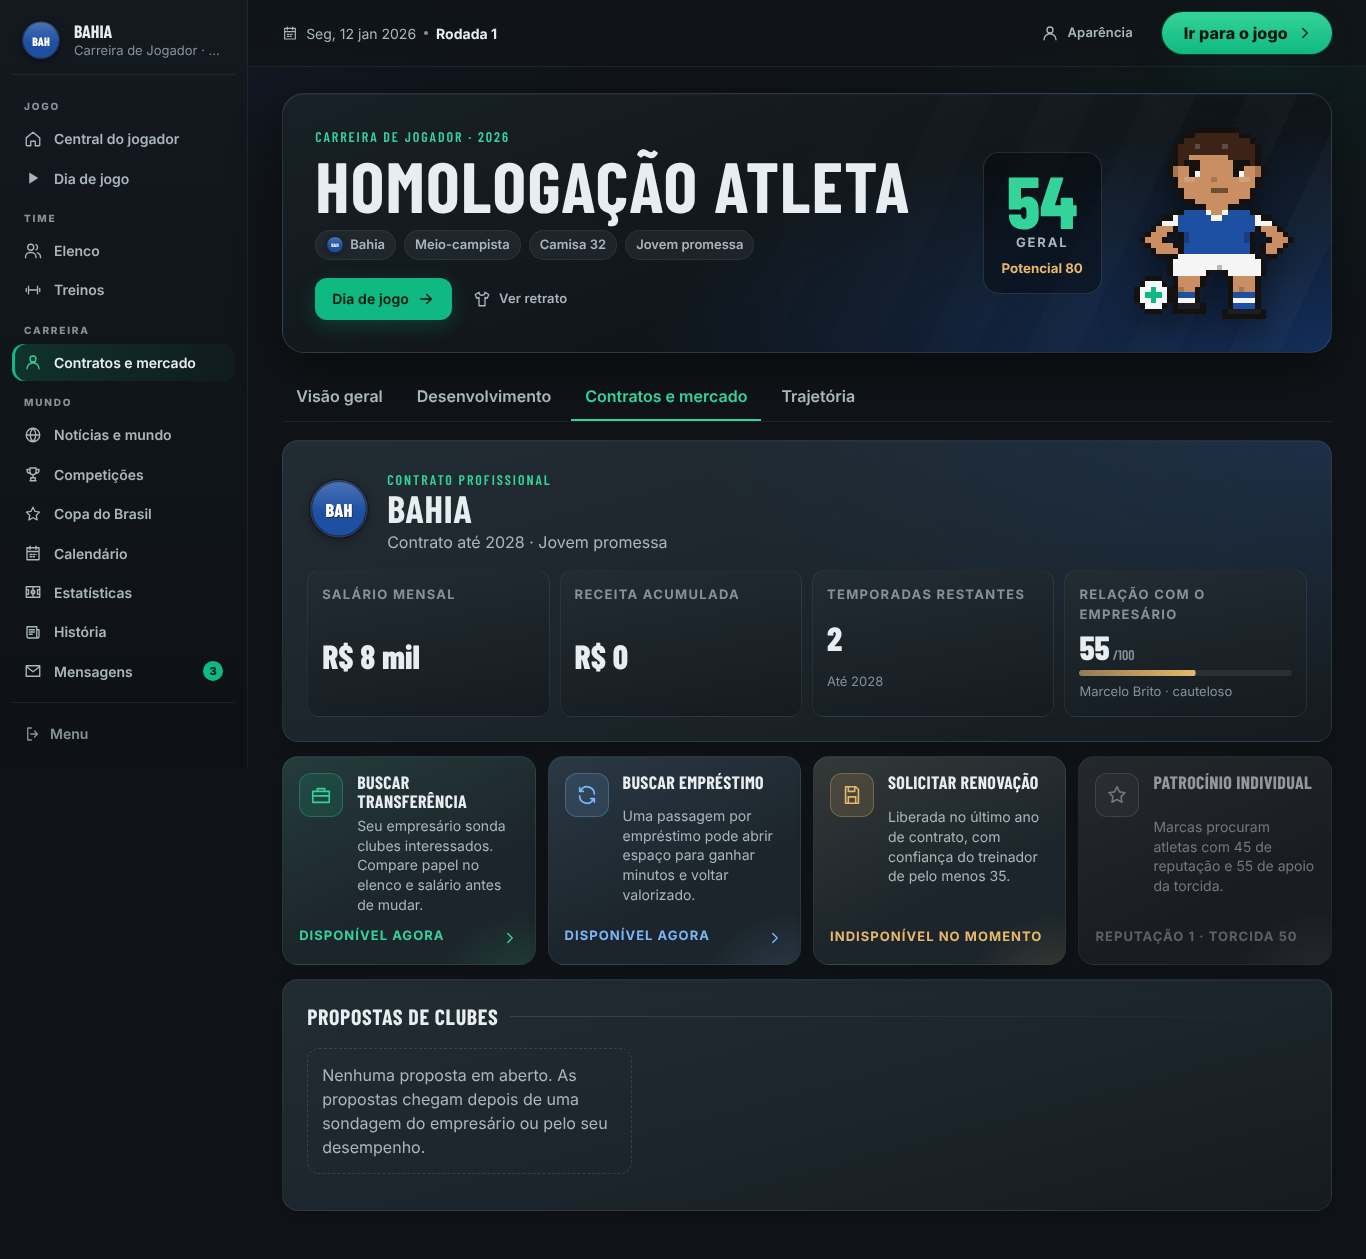 BAH
BAHIA
Carreira de Jogador · ...
JOGO
Central do jogador
Dia de jogo
TIME
Elenco
Treinos
CARREIRA
Contratos e mercado
MUNDO
Notícias e mundo
Competições
Copa do Brasil
Calendário
Estatísticas
História
Mensagens 3
Menu
Seg, 12 jan 2026 • Rodada 1
Aparência
Ir para o jogo
CARREIRA DE JOGADOR · 2026
HOMOLOGAÇÃO ATLETA
Bahia
Meio-campista
Camisa 32
Jovem promessa
Dia de jogo
Ver retrato
54
GERAL
Potencial 80
Visão geral
Desenvolvimento
Contratos e mercado
Trajetória
BAH
CONTRATO PROFISSIONAL
BAHIA
Contrato até 2028 · Jovem promessa
SALÁRIO MENSAL
R$ 8 mil
RECEITA ACUMULADA
R$ 0
TEMPORADAS RESTANTES
2
Até 2028
RELAÇÃO COM O
EMPRESÁRIO
55 /100
Marcelo Brito · cauteloso
BUSCAR
TRANSFERÊNCIA
Seu empresário sonda
clubes interessados.
Compare papel no
elenco e salário antes
de mudar.
DISPONÍVEL AGORA
BUSCAR EMPRÉSTIMO
Uma passagem por
empréstimo pode abrir
espaço para ganhar
minutos e voltar
valorizado.
DISPONÍVEL AGORA
SOLICITAR RENOVAÇÃO
Liberada no último ano
de contrato, com
confiança do treinador
de pelo menos 35.
INDISPONÍVEL NO MOMENTO
PATROCÍNIO INDIVIDUAL
Marcas procuram
atletas com 45 de
reputação e 55 de apoio
da torcida.
REPUTAÇÃO 1 · TORCIDA 50
PROPOSTAS DE CLUBES
Nenhuma proposta em aberto. As
propostas chegam depois de uma
sondagem do empresário ou pelo seu
desempenho.